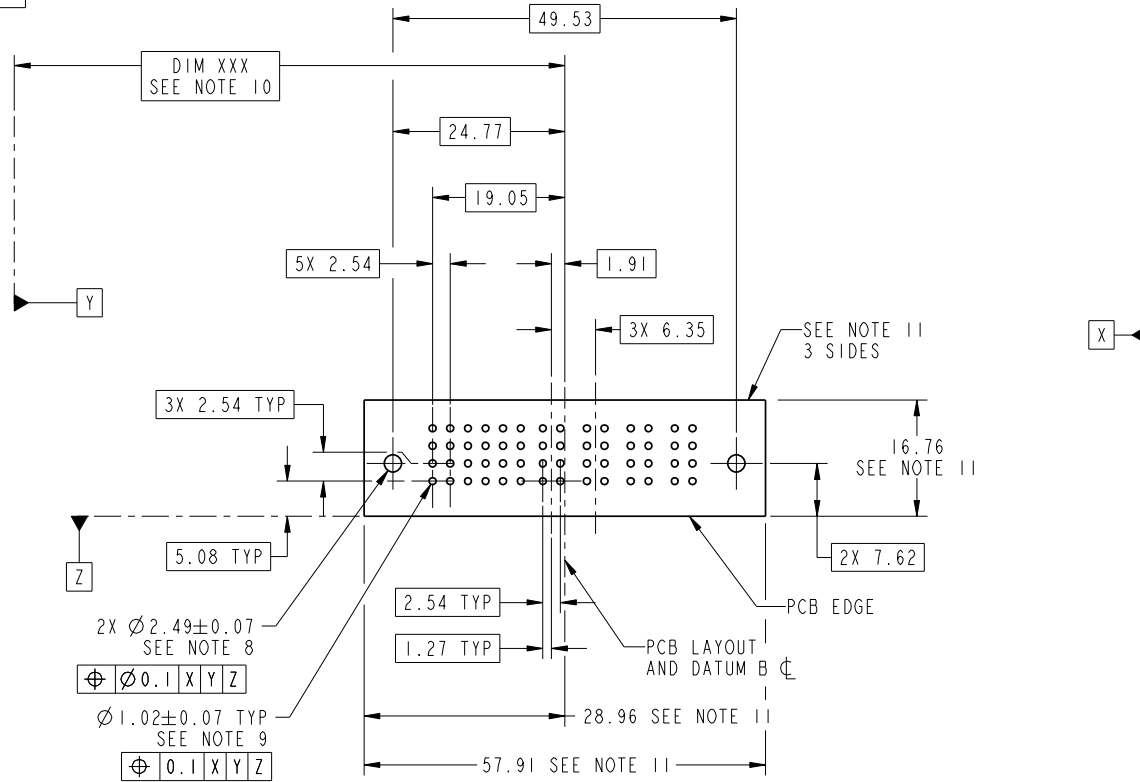 49.53
DIM XXX
SEE NOTE 10
24.77
19.05
5X 2.54
1.91
Y
3X 6.35
SEE NOTE 11
3 SIDES
X
3X 2.54 TYP
16.76
SEE NOTE 11
5.08 TYP
2X 7.62
Z
2.54 TYP
PCB EDGE
2X Ø2.49±0.07
SEE NOTE 8
1.27 TYP
PCB LAYOUT
AND DATUM B ℄
⌖ Ø0.1 X Y Z
Ø1.02±0.07 TYP
SEE NOTE 9
28.96 SEE NOTE 11
⌖ 0.1 X Y Z
57.91 SEE NOTE 11